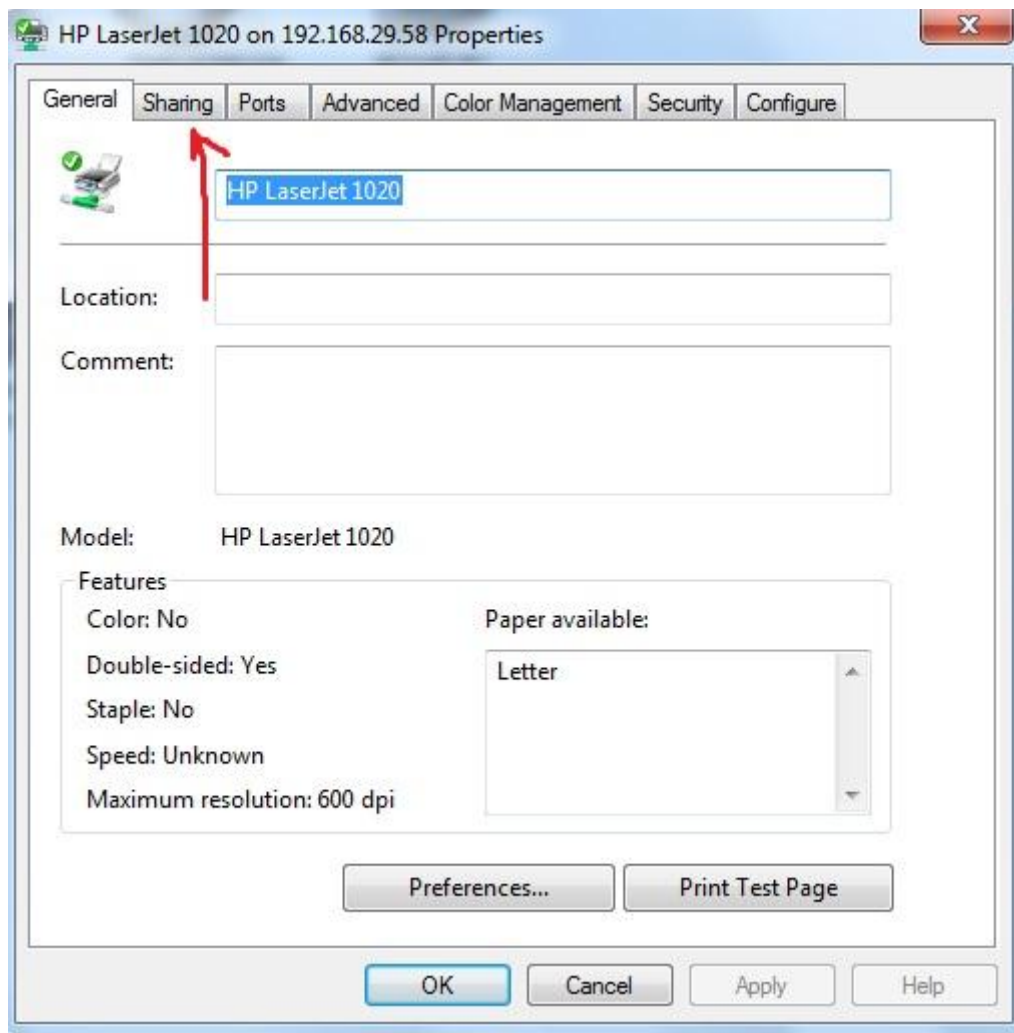 HP LaserJet 1020 on 192.168.29.58 Properties
General Sharing Ports Advanced Color Management Security Configure
HP LaserJet 1020
Location:
Comment:
Model: HP LaserJet 1020
Features
Color: No
Paper available:
Double-sided: Yes
Letter
Staple: No
Speed: Unknown
Maximum resolution: 600 dpi
Preferences... Print Test Page
OK Cancel Apply Help